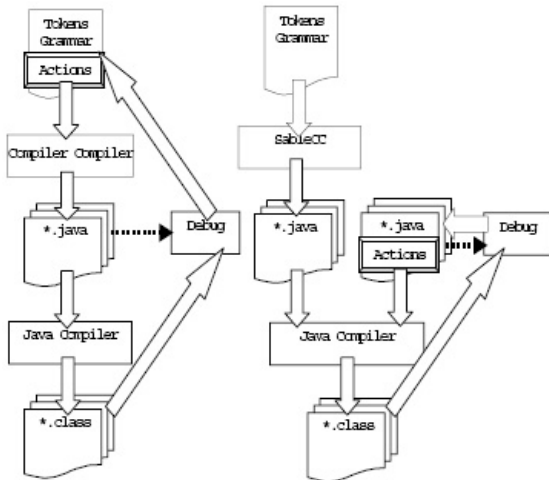 Tokens
Grammar
Actions
Compiler Compiler
*.java
Debug
Java Compiler
*.class
Tokens
Grammar
SableCC
*.java
*.java
Actions
Debug
Java Compiler
*.class